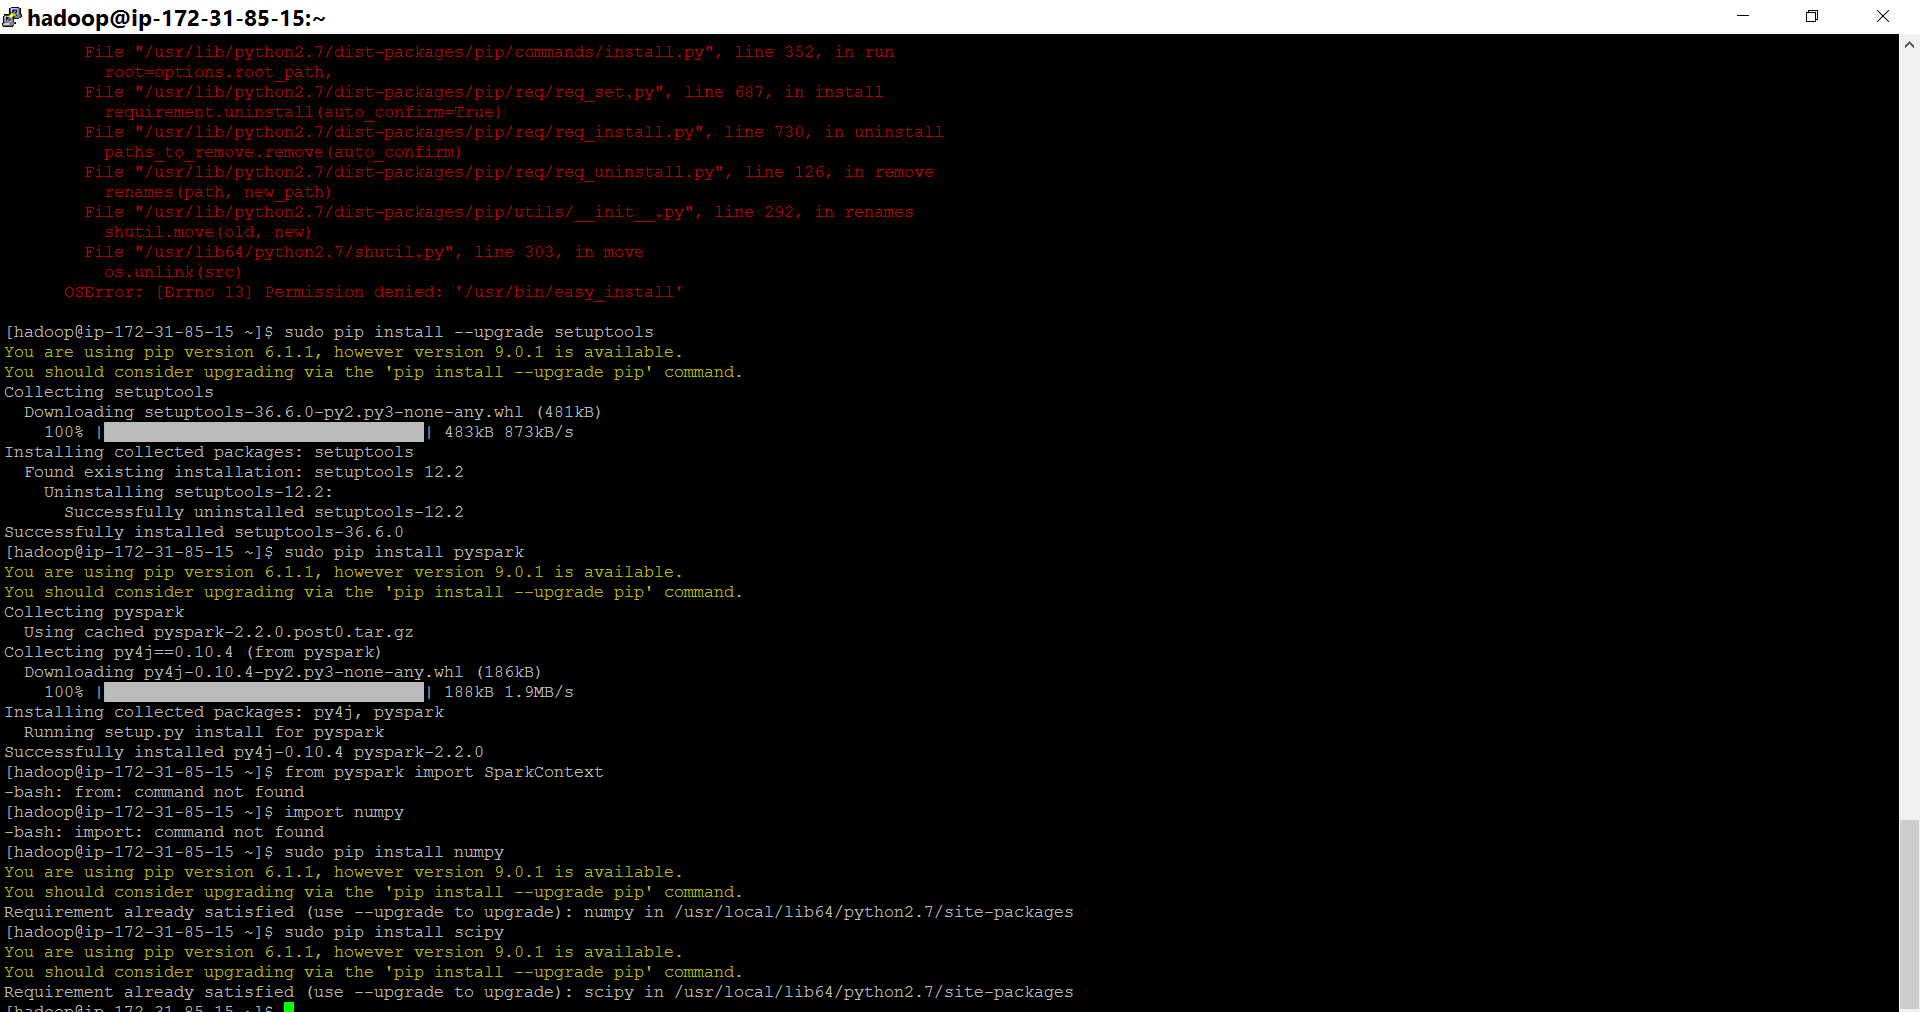 hadoop@ip-172-31-85-15:~
File "/usr/lib/python2.7/dist-packages/pip/commands/install.py", line 352, in run
root=options.root_path,
File "/usr/lib/python2.7/dist-packages/pip/req/req_set.py", line 687, in install
requirement.uninstall(auto_confirm=True)
File "/usr/lib/python2.7/dist-packages/pip/req/req_install.py", line 730, in uninstall
paths_to_remove.remove(auto_confirm)
File "/usr/lib/python2.7/dist-packages/pip/req/req_uninstall.py", line 126, in remove
renames(path, new_path)
File "/usr/lib/python2.7/dist-packages/pip/utils/__init__.py", line 292, in renames
shutil.move(old, new)
File "/usr/lib64/python2.7/shutil.py", line 303, in move
os.unlink(src)
OSError: [Errno 13] Permission denied: '/usr/bin/easy_install'
[hadoop@ip-172-31-85-15 ~]$ sudo pip install --upgrade setuptools
You are using pip version 6.1.1, however version 9.0.1 is available.
You should consider upgrading via the 'pip install --upgrade pip' command.
Collecting setuptools
Downloading setuptools-36.6.0-py2.py3-none-any.whl (481kB)
100% | | 483kB 873kB/s
Installing collected packages: setuptools
Found existing installation: setuptools 12.2
Uninstalling setuptools-12.2:
Successfully uninstalled setuptools-12.2
Successfully installed setuptools-36.6.0
[hadoop@ip-172-31-85-15 ~]$ sudo pip install pyspark
You are using pip version 6.1.1, however version 9.0.1 is available.
You should consider upgrading via the 'pip install --upgrade pip' command.
Collecting pyspark
Using cached pyspark-2.2.0.post0.tar.gz
Collecting py4j==0.10.4 (from pyspark)
Downloading py4j-0.10.4-py2.py3-none-any.whl (186kB)
100% | | 188kB 1.9MB/s
Installing collected packages: py4j, pyspark
Running setup.py install for pyspark
Successfully installed py4j-0.10.4 pyspark-2.2.0
[hadoop@ip-172-31-85-15 ~]$ from pyspark import SparkContext
-bash: from: command not found
[hadoop@ip-172-31-85-15 ~]$ import numpy
-bash: import: command not found
[hadoop@ip-172-31-85-15 ~]$ sudo pip install numpy
You are using pip version 6.1.1, however version 9.0.1 is available.
You should consider upgrading via the 'pip install --upgrade pip' command.
Requirement already satisfied (use --upgrade to upgrade): numpy in /usr/local/lib64/python2.7/site-packages
[hadoop@ip-172-31-85-15 ~]$ sudo pip install scipy
You are using pip version 6.1.1, however version 9.0.1 is available.
You should consider upgrading via the 'pip install --upgrade pip' command.
Requirement already satisfied (use --upgrade to upgrade): scipy in /usr/local/lib64/python2.7/site-packages
[hadoop@ip-172-31-85-15 ~]$